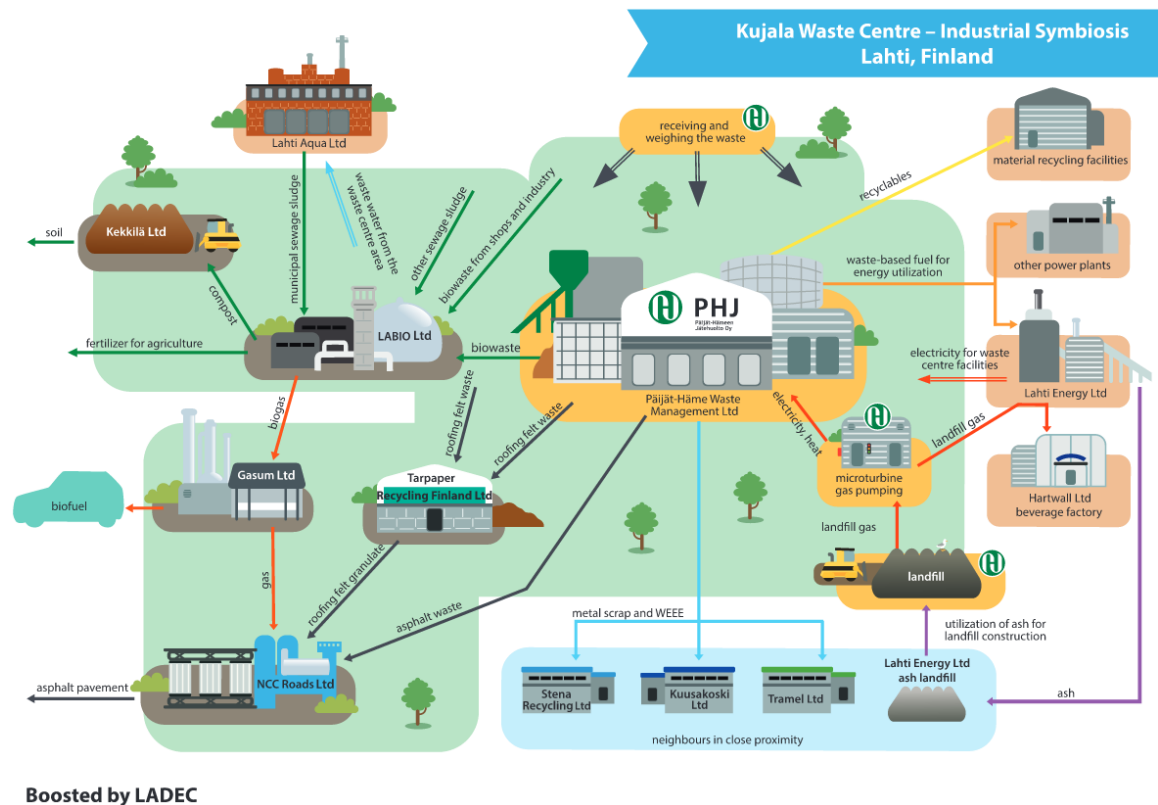 Kujala Waste Centre – Industrial Symbiosis
Lahti, Finland
Lahti Aqua Ltd
receiving and
weighing the waste
material recycling facilities
recyclables
soil
Kekkilä Ltd
municipal sewage sludge
waste water from the
waste centre area
other sewage sludge
biowaste from shops and industry
waste-based fuel for
energy utilization
other power plants
compost
LABIO Ltd
fertilizer for agriculture
biowaste
PHJ
Päijät-Hämeen
Jätehuolto Oy
Päijät-Häme Waste
Management Ltd
electricity for waste
centre facilities
Lahti Energy Ltd
electricity, heat
landfill gas
biogas
roofing felt waste
roofing felt waste
microturbine
gas pumping
Hartwall Ltd
beverage factory
Gasum Ltd
biofuel
Tarpaper
Recycling Finland Ltd
landfill gas
landfill
gas
roofing felt granulate
asphalt waste
metal scrap and WEEE
utilization of ash for
landfill construction
NCC Roads Ltd
asphalt pavement
Stena
Recycling Ltd
Kuusakoski
Ltd
Tramel Ltd
Lahti Energy Ltd
ash landfill
ash
neighbours in close proximity
Boosted by LADEC